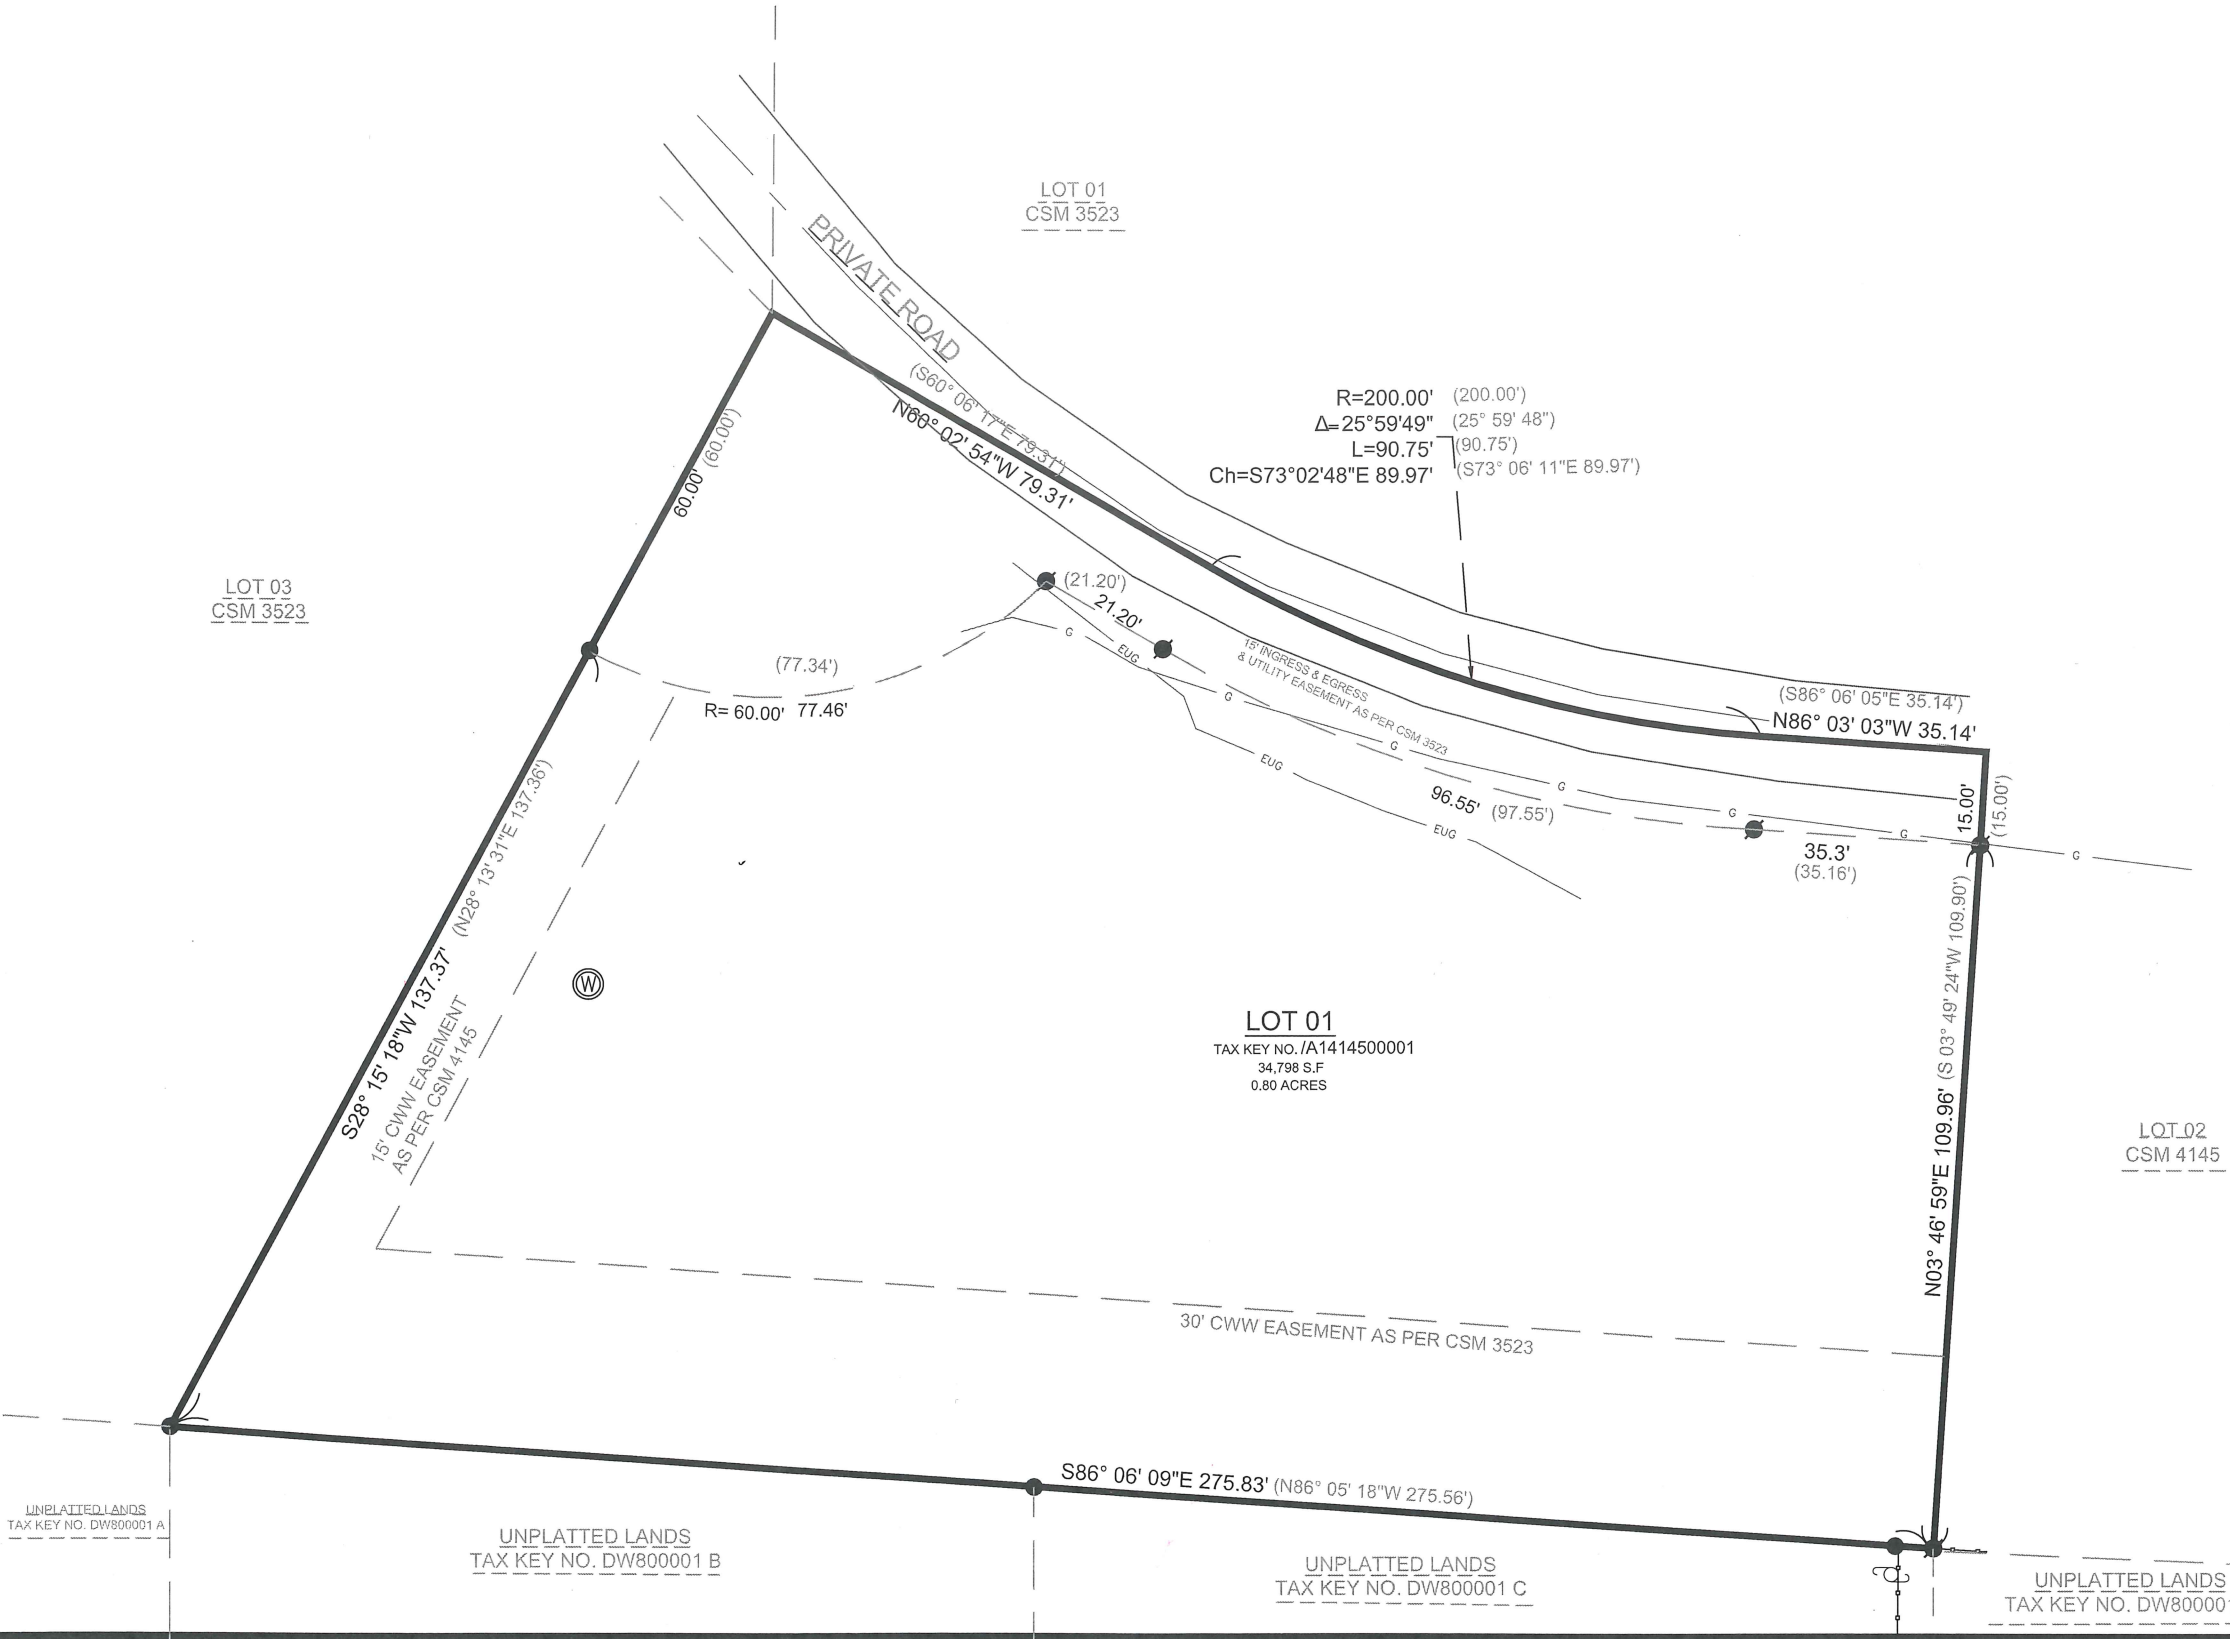 LOT 01
CSM 3523
PRIVATE ROAD
(S60° 06' 17"E 79.31')
N60° 02' 54"W 79.31'
R=200.00' (200.00')
Δ=25°59'49" (25° 59' 48")
L=90.75' (90.75')
Ch=S73°02'48"E 89.97' (S73° 06' 11"E 89.97')
60.00' (60.00')
LOT 03
CSM 3523
(21.20')
21.20'
G
EUG
(77.34')
R= 60.00' 77.46'
15' INGRESS & EGRESS
& UTILITY EASEMENT AS PER CSM 3523
G
G
EUG
G
EUG
G
G
G
(S86° 06' 05"E 35.14')
N86° 03' 03"W 35.14'
15.00'
(15.00')
96.55' (97.55')
35.3'
(35.16')
S28° 15' 18"W 137.37' (N28° 13' 31"E 137.36')
15' CWW EASEMENT
AS PER CSM 4145
W
LOT 01
TAX KEY NO. /A1414500001
34,798 S.F
0.80 ACRES
N03° 46' 59"E 109.96' (S 03° 49' 24"W 109.90')
LOT 02
CSM 4145
30' CWW EASEMENT AS PER CSM 3523
S86° 06' 09"E 275.83' (N86° 05' 18"W 275.56')
UNPLATTED LANDS
TAX KEY NO. DW800001 A
UNPLATTED LANDS
TAX KEY NO. DW800001 B
UNPLATTED LANDS
TAX KEY NO. DW800001 C
UNPLATTED LANDS
TAX KEY NO. DW800001